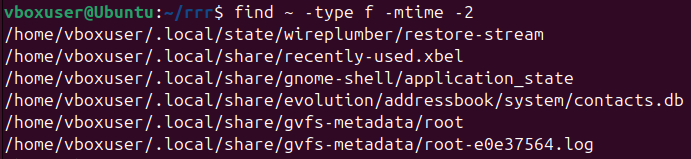 vboxuser@Ubuntu:~/rrr$ find ~ -type f -mtime -2
/home/vboxuser/.local/state/wireplumber/restore-stream
/home/vboxuser/.local/share/recently-used.xbel
/home/vboxuser/.local/share/gnome-shell/application_state
/home/vboxuser/.local/share/evolution/addressbook/system/contacts.db
/home/vboxuser/.local/share/gvfs-metadata/root
/home/vboxuser/.local/share/gvfs-metadata/root-e0e37564.log